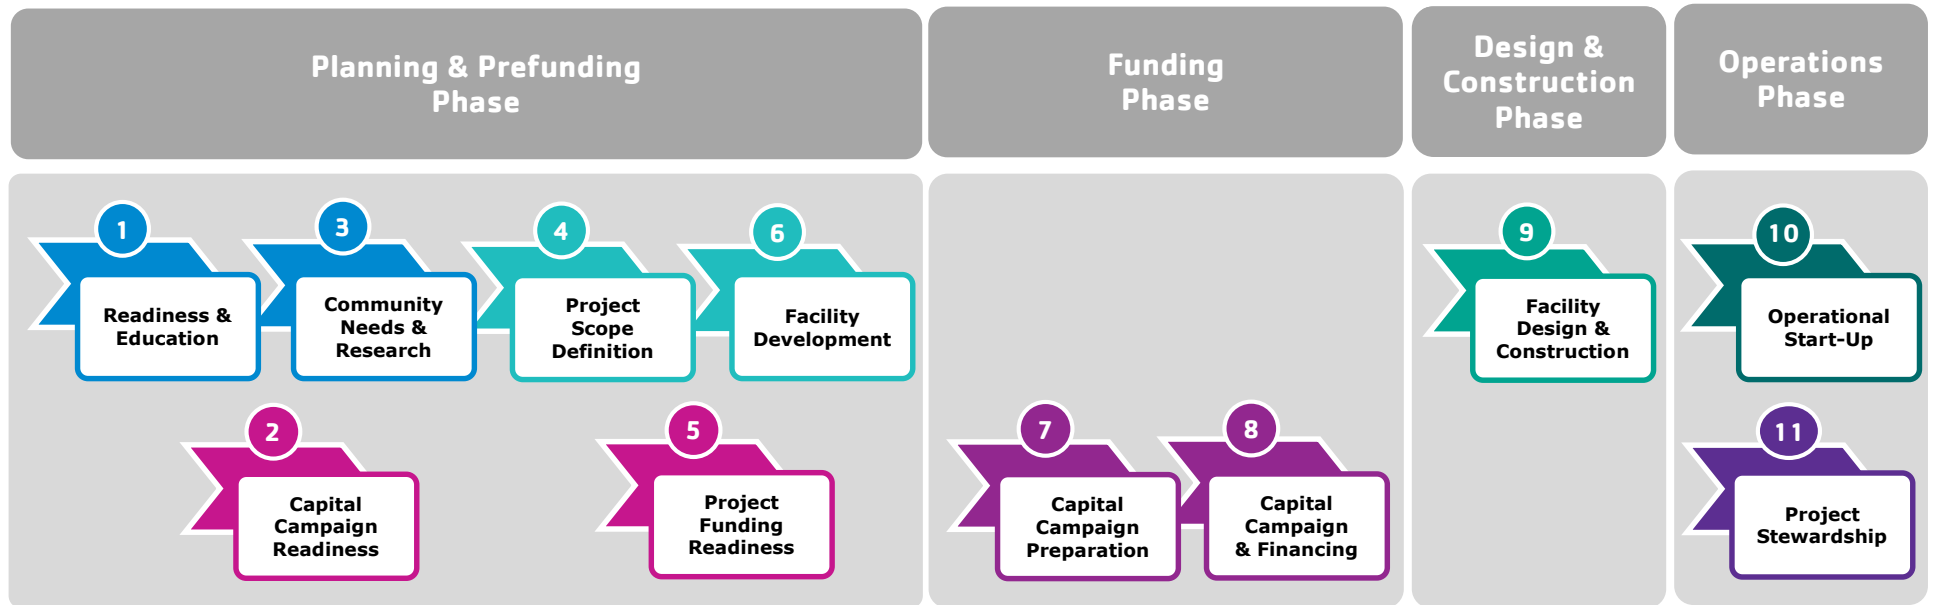 Planning & Prefunding
Phase
Funding
Phase
Design &
Construction
Phase
Operations
Phase
1
Readiness &
Education
3
Community
Needs &
Research
4
Project
Scope
Definition
6
Facility
Development
2
Capital
Campaign
Readiness
5
Project
Funding
Readiness
7
Capital
Campaign
Preparation
8
Capital
Campaign
& Financing
9
Facility
Design &
Construction
10
Operational
Start-Up
11
Project
Stewardship